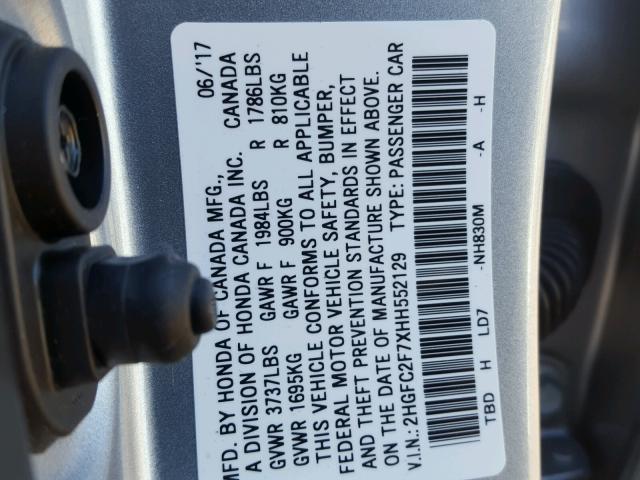 MFD. BY HONDA OF CANADA MFG., 06/'17
A DIVISION OF HONDA CANADA INC. CANADA
GVWR 3737LBS GAWR F 1984LBS R 1786LBS
GVWR 1695KG GAWR F 900KG R 810KG
THIS VEHICLE CONFORMS TO ALL APPLICABLE
FEDERAL MOTOR VEHICLE SAFETY, BUMPER,
AND THEFT PREVENTION STANDARDS IN EFFECT
ON THE DATE OF MANUFACTURE SHOWN ABOVE.
V.I.N.: 2HGFC2F7XHH552129 TYPE: PASSENGER CAR
TBD H LD7 -NH830M -A -H